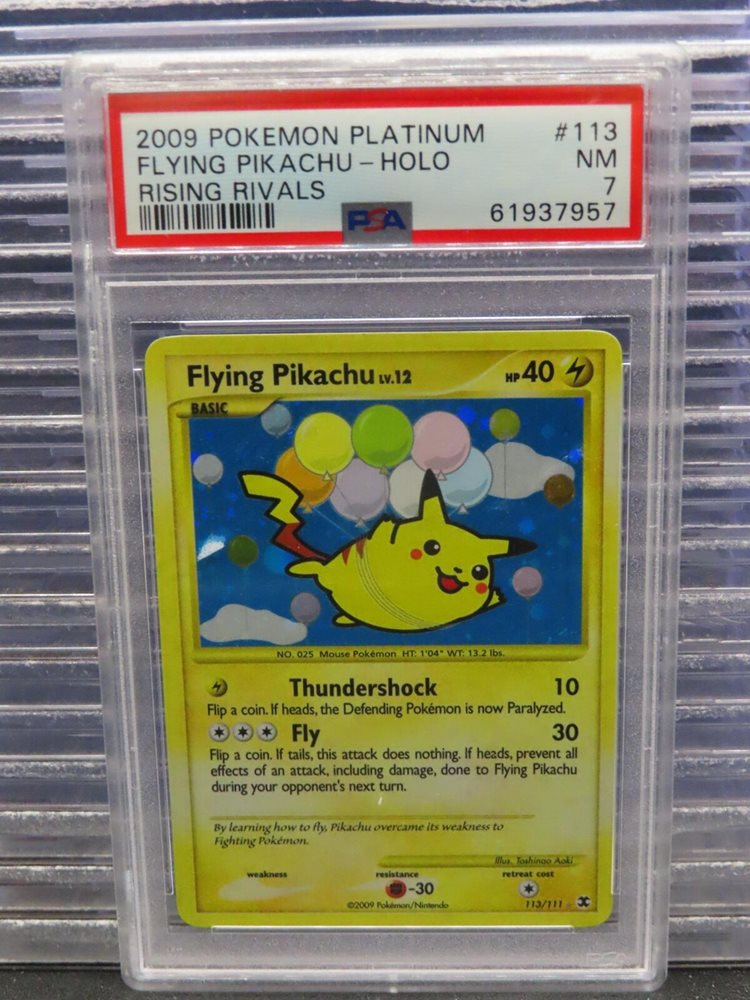 2009 POKEMON PLATINUM #113
FLYING PIKACHU - HOLO NM
RISING RIVALS 7
PSA 61937957
Flying Pikachu LV.12 HP 40
BASIC
NO. 025 Mouse Pokémon HT: 1'04" WT: 13.2 lbs.
Thundershock 10
Flip a coin. If heads, the Defending Pokémon is now Paralyzed.
Fly 30
Flip a coin. If tails, this attack does nothing. If heads, prevent all
effects of an attack, including damage, done to Flying Pikachu
during your opponent's next turn.
By learning how to fly, Pikachu overcame its weakness to
Fighting Pokémon.
Illus. Toshinao Aoki
weakness resistance retreat cost
-30
©2009 Pokémon/Nintendo 113/111